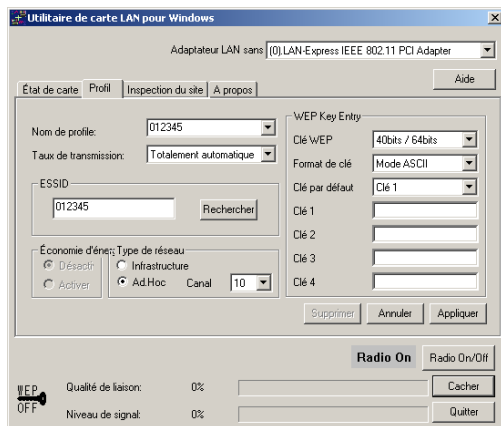 Utilitaire de carte LAN pour Windows
Adaptateur LAN sans (0).LAN-Express IEEE 802.11 PCI Adapter
Aide
État de carte Profil Inspection du site A propos
Nom de profile: 012345
Taux de transmission: Totalement automatique
ESSID
012345 Rechercher
Économie d'éner Type de réseau
Désacti Infrastructure
Activer Ad.Hoc Canal 10
WEP Key Entry
Clé WEP 40bits / 64bits
Format de clé Mode ASCII
Clé par défaut Clé 1
Clé 1
Clé 2
Clé 3
Clé 4
Supprimer Annuler Appliquer
Radio On Radio On/Off
WEP OFF
Qualité de liaison: 0% Cacher
Niveau de signal: 0% Quitter